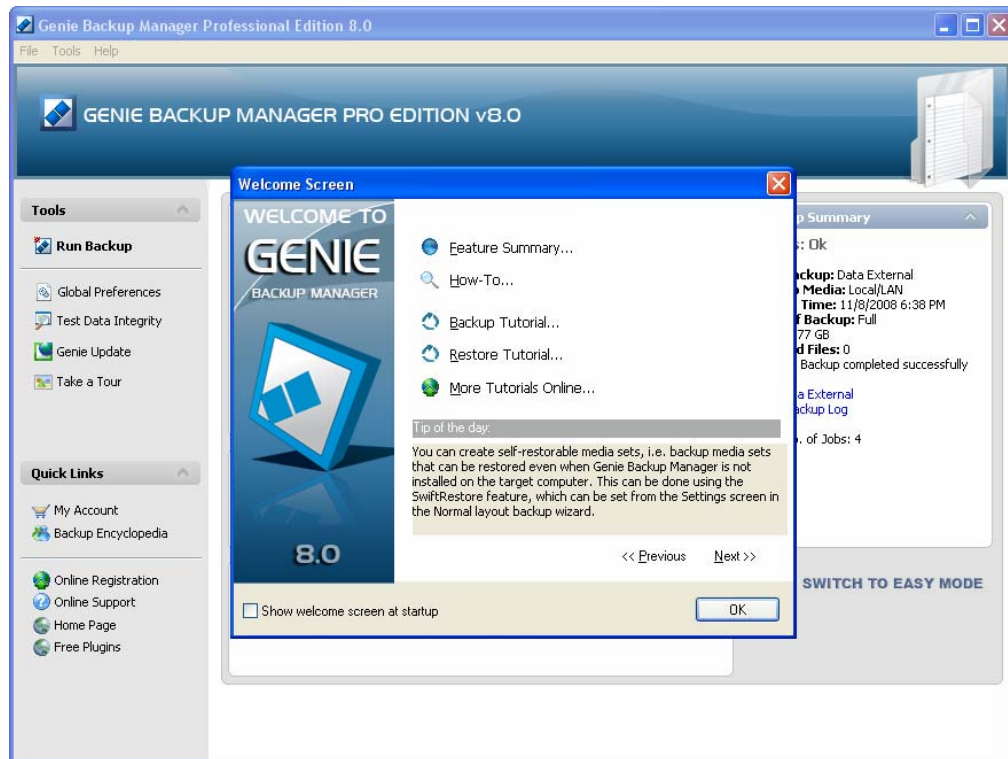 Genie Backup Manager Professional Edition 8.0
File Tools Help
GENIE BACKUP MANAGER PRO EDITION v8.0
Tools
Run Backup
Global Preferences
Test Data Integrity
Genie Update
Take a Tour
Quick Links
My Account
Backup Encyclopedia
Online Registration
Online Support
Home Page
Free Plugins
Welcome Screen
WELCOME TO
GENIE
BACKUP MANAGER
8.0
Feature Summary...
How-To...
Backup Tutorial...
Restore Tutorial...
More Tutorials Online...
Tip of the day:
You can create self-restorable media sets, i.e. backup media sets
that can be restored even when Genie Backup Manager is not
installed on the target computer. This can be done using the
SwiftRestore feature, which can be set from the Settings screen in
the Normal layout backup wizard.
<< Previous Next >>
Show welcome screen at startup
OK
Summary
: Ok
ackup: Data External
Media: Local/LAN
Time: 11/8/2008 6:38 PM
f Backup: Full
77 GB
d Files: 0
Backup completed successfully
a External
ackup Log
. of Jobs: 4
SWITCH TO EASY MODE